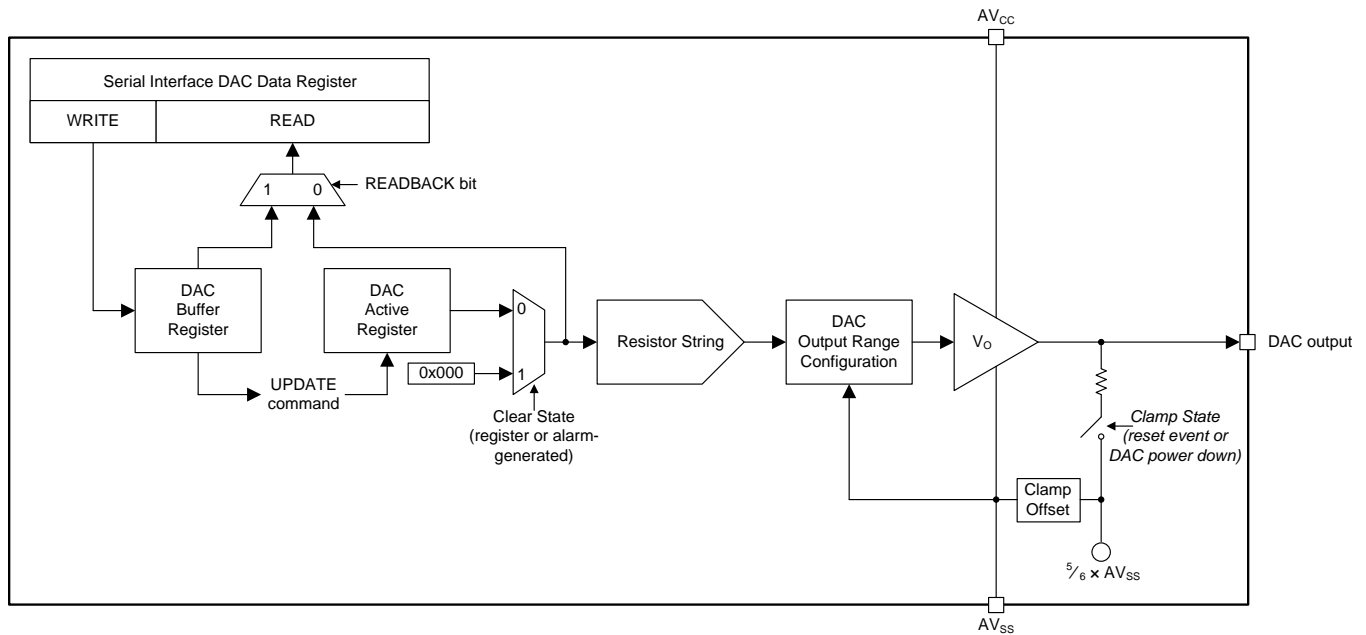 AVCC
Serial Interface DAC Data Register
WRITE
READ
1
0
READBACK bit
DAC
Buffer
Register
DAC
Active
Register
0
Resistor String
DAC
Output Range
Configuration
VO
DAC output
0x000
1
UPDATE
command
Clear State
(register or alarm-
generated)
Clamp State
(reset event or
DAC power down)
Clamp
Offset
5/6 × AVSS
AVSS